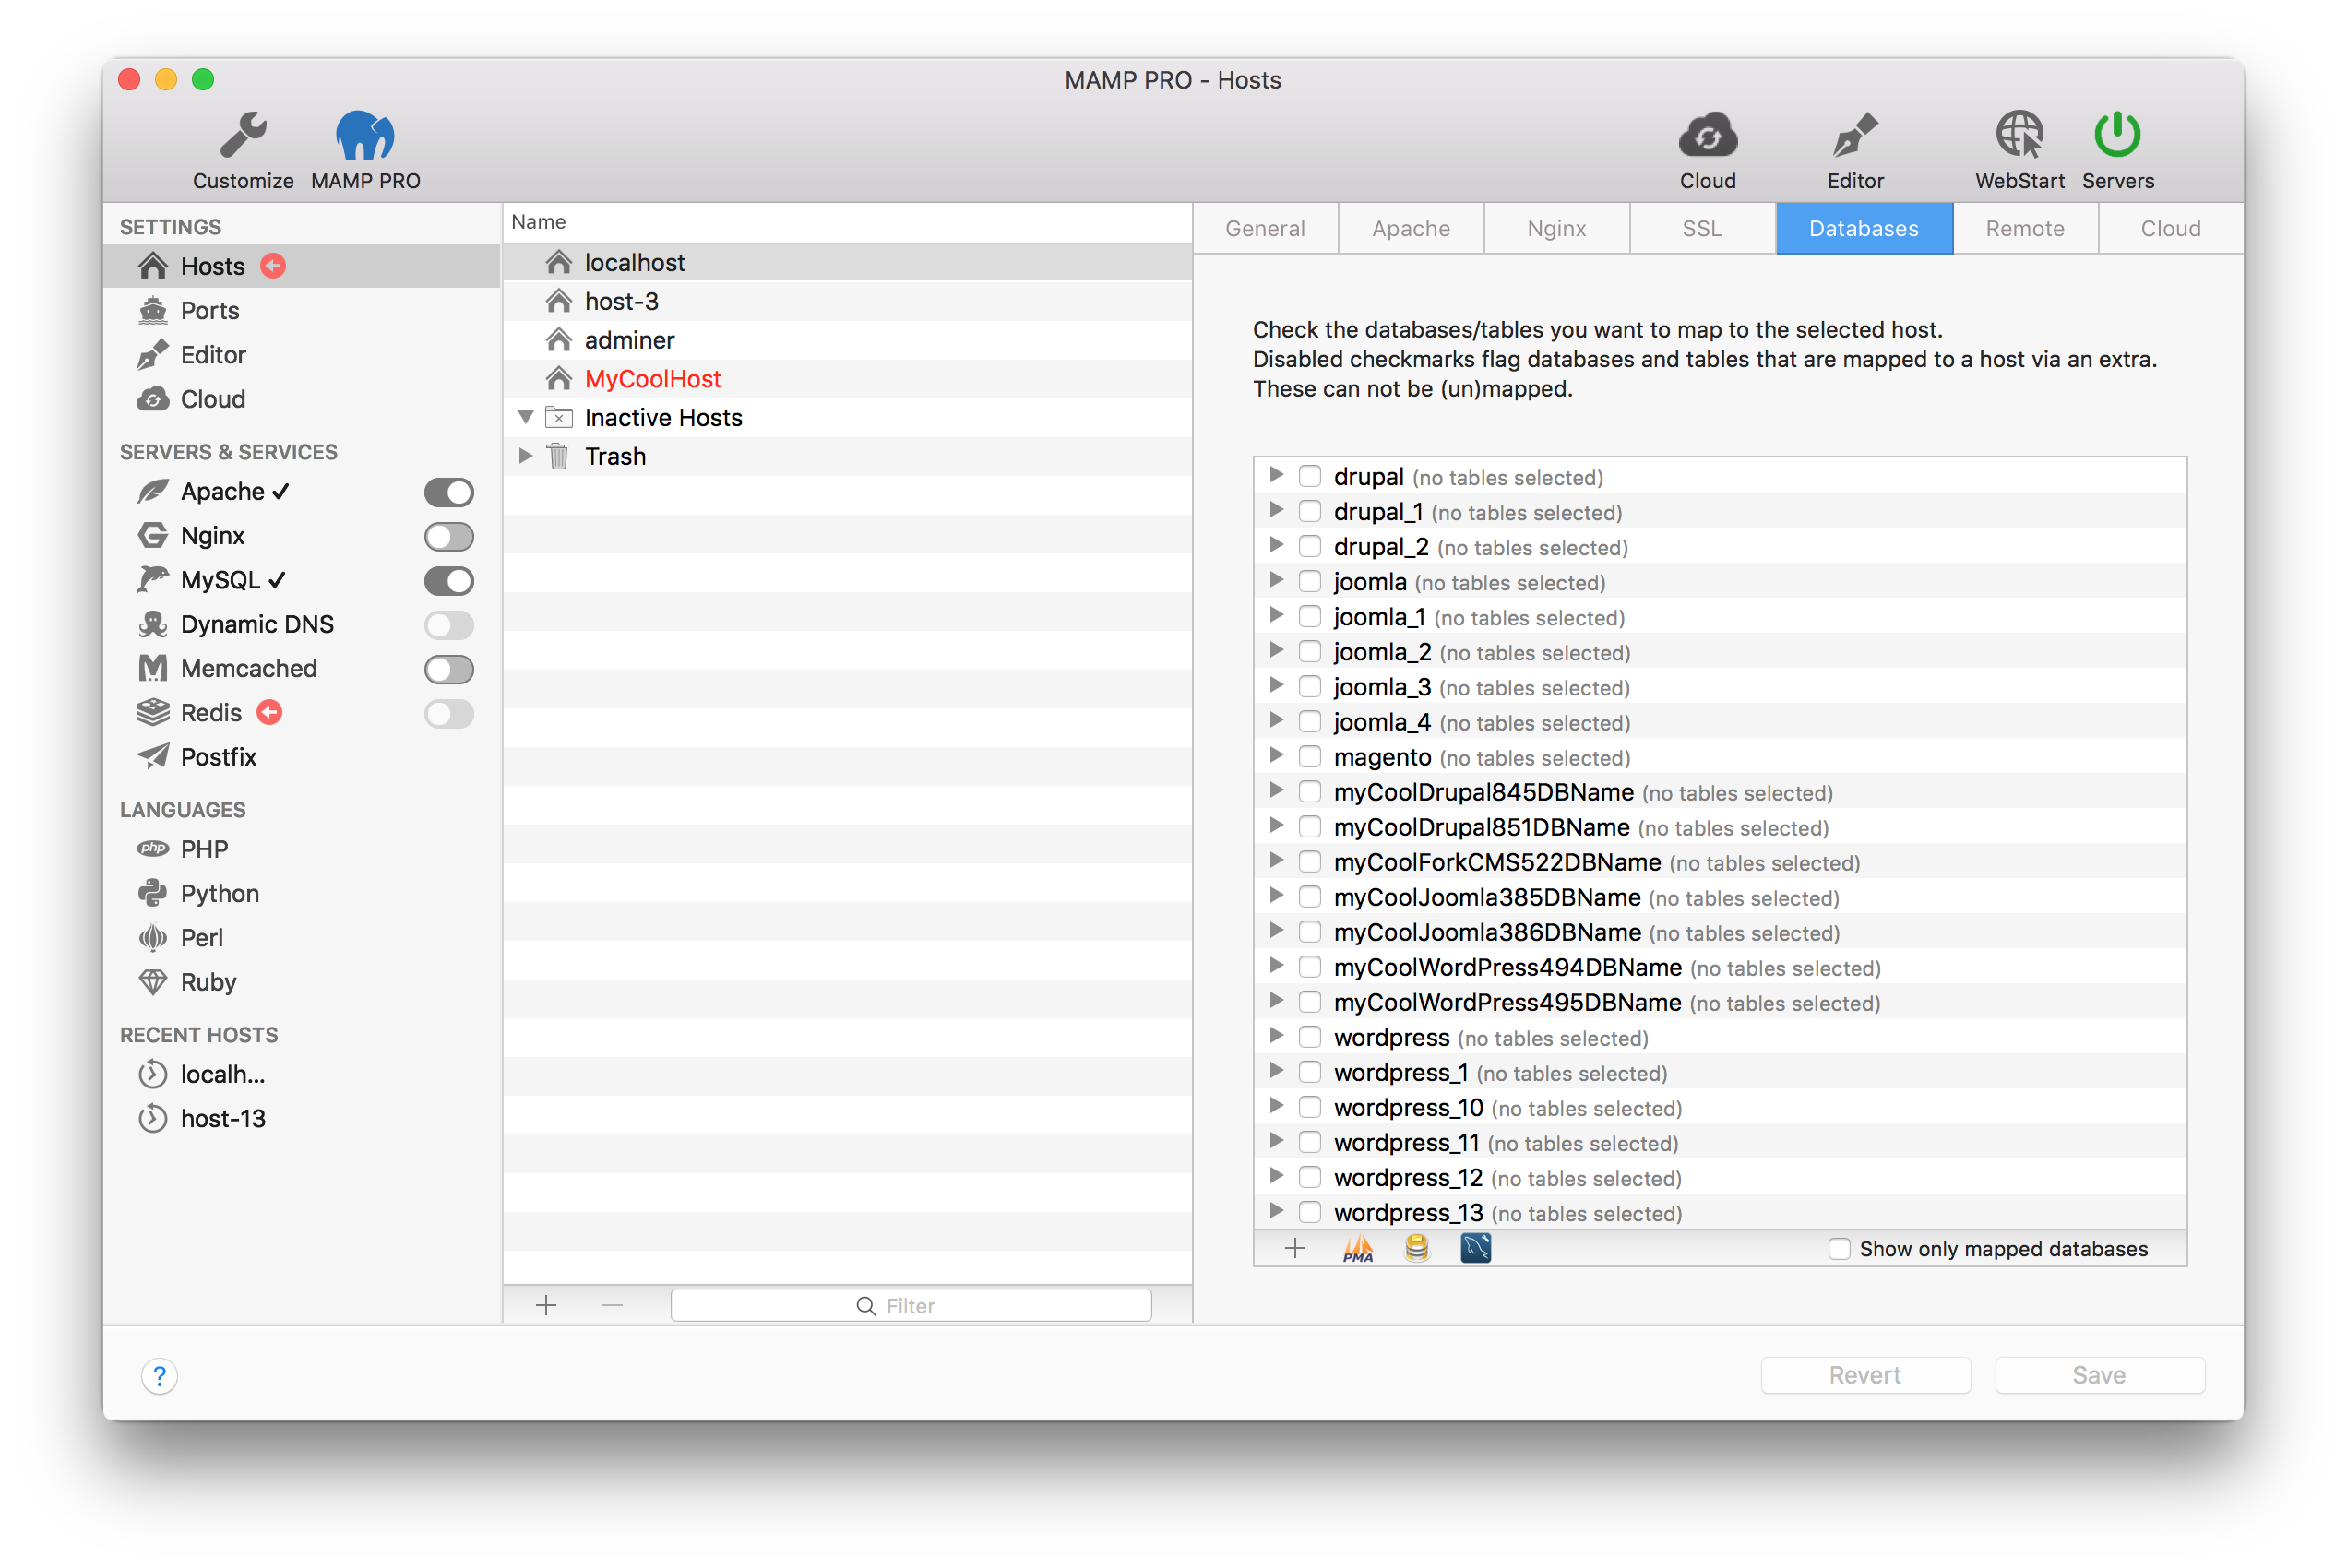 MAMP PRO - Hosts
Customize
MAMP PRO
Cloud
Editor
WebStart
Servers
SETTINGS
Hosts
Ports
Editor
Cloud
SERVERS & SERVICES
Apache ✓
Nginx
MySQL ✓
Dynamic DNS
Memcached
Redis
Postfix
LANGUAGES
php PHP
Python
Perl
Ruby
RECENT HOSTS
localh...
host-13
Name
localhost
host-3
adminer
MyCoolHost
Inactive Hosts
Trash
Filter
General
Apache
Nginx
SSL
Databases
Remote
Cloud
Check the databases/tables you want to map to the selected host.
Disabled checkmarks flag databases and tables that are mapped to a host via an extra.
These can not be (un)mapped.
drupal (no tables selected)
drupal_1 (no tables selected)
drupal_2 (no tables selected)
joomla (no tables selected)
joomla_1 (no tables selected)
joomla_2 (no tables selected)
joomla_3 (no tables selected)
joomla_4 (no tables selected)
magento (no tables selected)
myCoolDrupal845DBName (no tables selected)
myCoolDrupal851DBName (no tables selected)
myCoolForkCMS522DBName (no tables selected)
myCoolJoomla385DBName (no tables selected)
myCoolJoomla386DBName (no tables selected)
myCoolWordPress494DBName (no tables selected)
myCoolWordPress495DBName (no tables selected)
wordpress (no tables selected)
wordpress_1 (no tables selected)
wordpress_10 (no tables selected)
wordpress_11 (no tables selected)
wordpress_12 (no tables selected)
wordpress_13 (no tables selected)
PMA
Show only mapped databases
?
Revert
Save